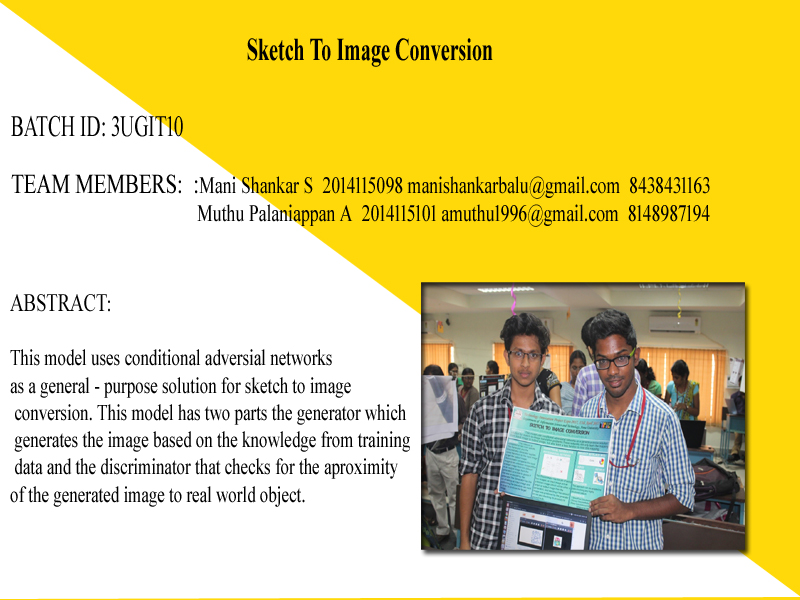 Sketch To Image Conversion
BATCH ID: 3UGIT10
TEAM MEMBERS: :Mani Shankar S 2014115098 manishankarbalu@gmail.com 8438431163
Muthu Palaniappan A 2014115101 amuthu1996@gmail.com 8148987194
ABSTRACT:
This model uses conditional adversial networks
as a general - purpose solution for sketch to image
conversion. This model has two parts the generator which
generates the image based on the knowledge from training
data and the discriminator that checks for the aproximity
of the generated image to real world object.
SKETCH TO IMAGE CONVERSION